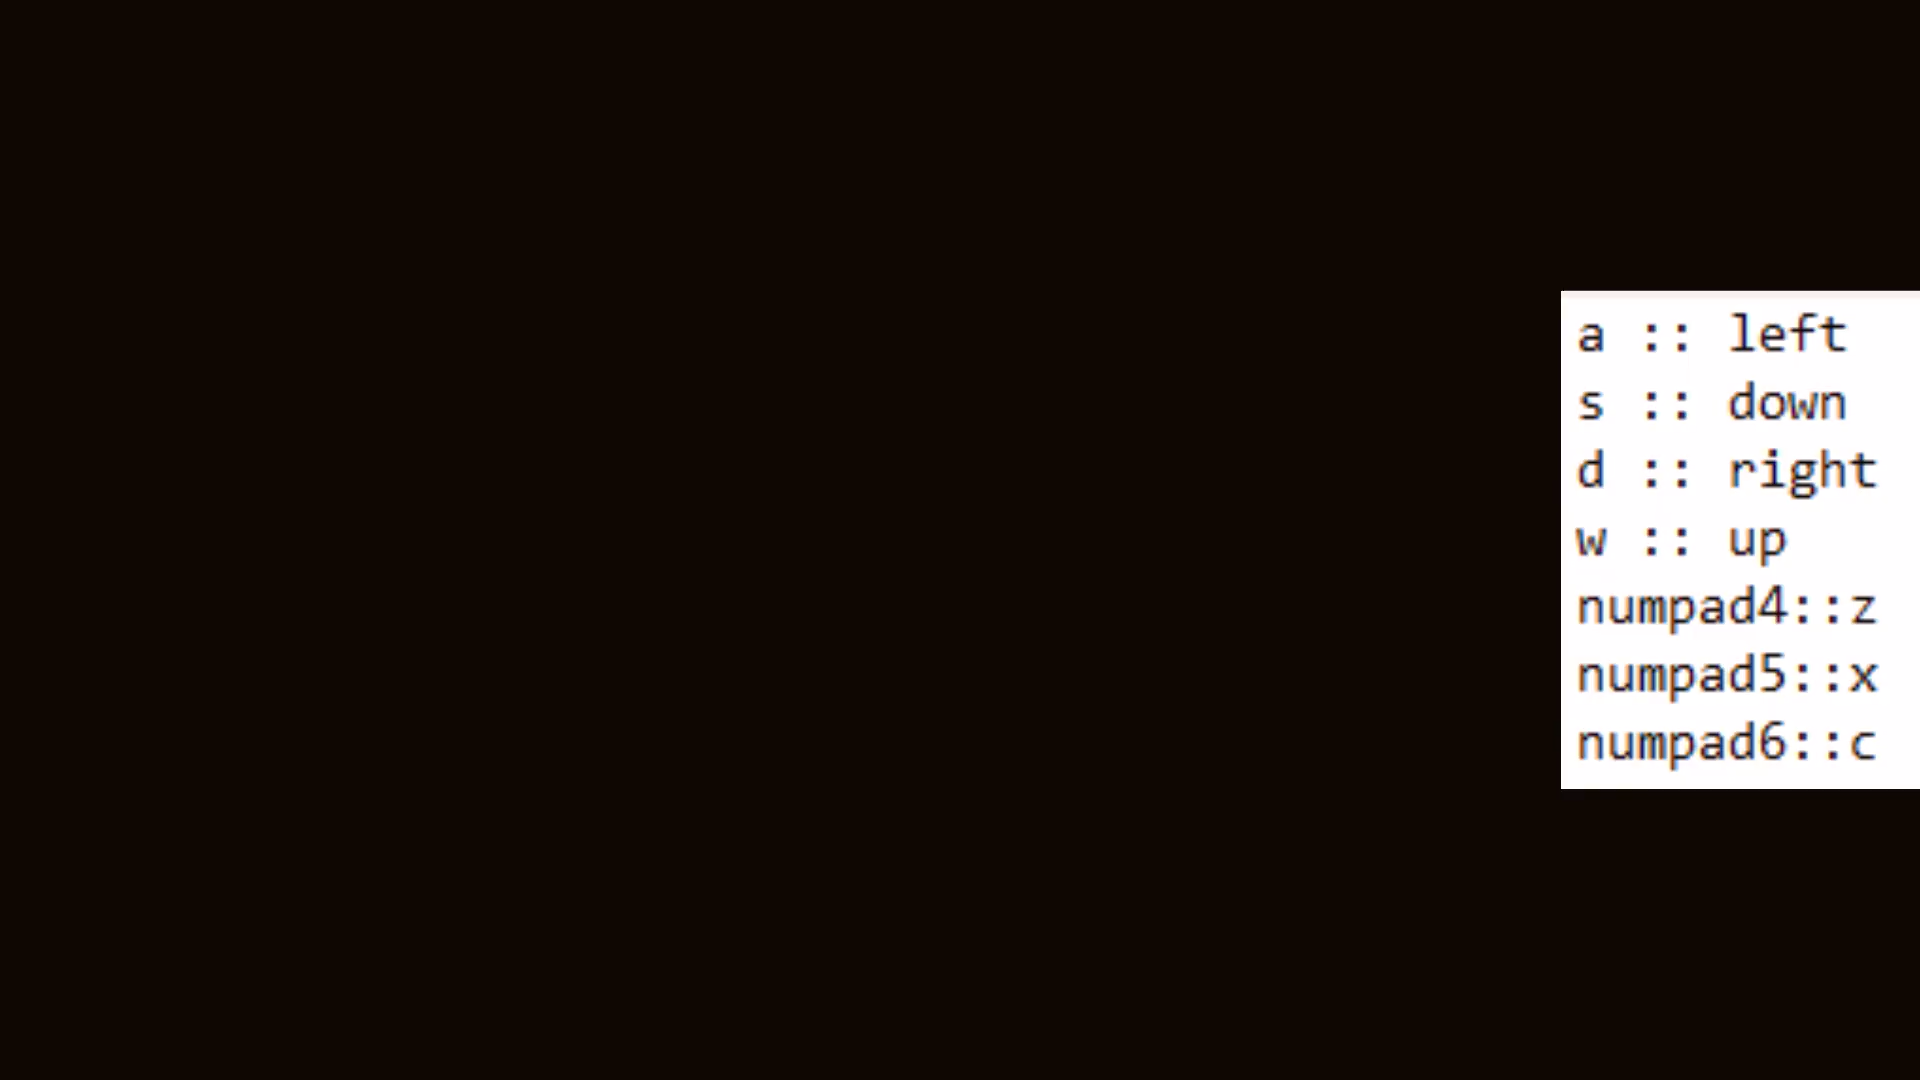 a :: left
s :: down
d :: right
w :: up
numpad4::z
numpad5::x
numpad6::c